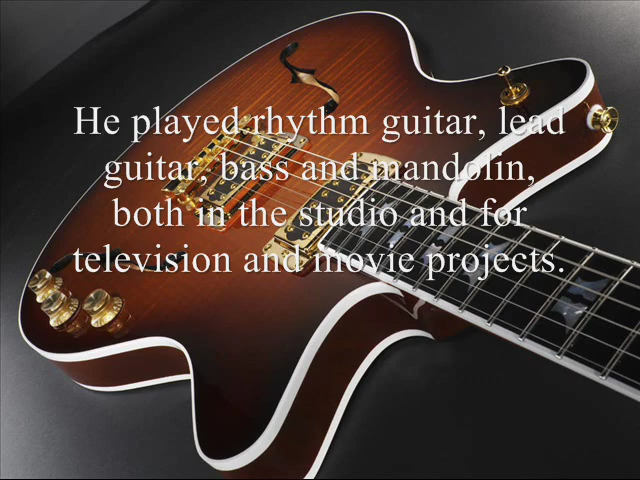 He played rhythm guitar, lead
guitar, bass and mandolin,
both in the studio and for
television and movie projects.